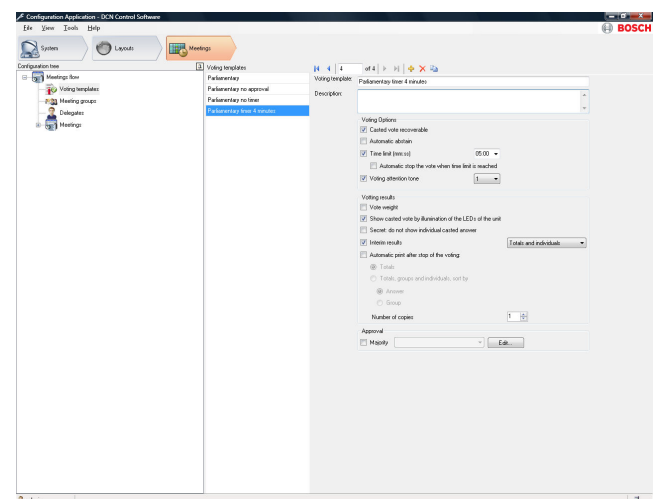 Configuration Application - DCN Control Software
File View Tools Help
BOSCH
System
Layouts
Meetings
Configuration tree
Meetings flow
Voting templates
Meeting groups
Delegates
Meetings
Voting templates
Parliamentary
Parliamentary no approval
Parliamentary no timer
Parliamentary timer 4 minutes
4 of 4
Voting template: Parliamentary timer 4 minutes
Description:
Voting Options
Casted vote recoverable
Automatic abstain
Time limit (mm:ss) 05:00
Automatic stop the vote when time limit is reached
Voting attention tone 1
Voting results
Vote weight
Show casted vote by illumination of the LEDs of the unit
Secret: do not show individual casted answer
Interim results Totals and individuals
Automatic print after stop of the voting:
Totals
Totals, groups and individuals, sort by
Answer
Group
Number of copies 1
Approval
Majority Edit...